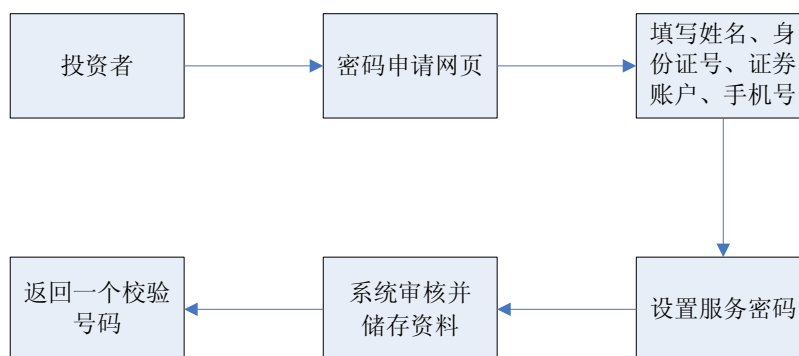 投资者
密码申请网页
填写姓名、身
份证号、证券
账户、手机号
设置服务密码
系统审核并
储存资料
返回一个校验
号码